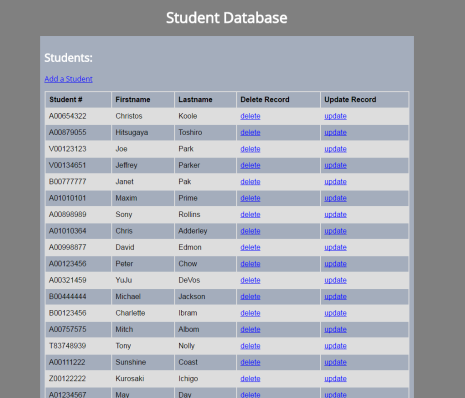 Student Database
Students:
Add a Student
Student # Firstname Lastname Delete Record Update Record
A00654322 Christos Koole delete update
A00879055 Hitsugaya Toshiro delete update
V00123123 Joe Park delete update
V00134651 Jeffrey Parker delete update
B00777777 Janet Pak delete update
A01010101 Maxim Prime delete update
A00898989 Sony Rollins delete update
A01010364 Chris Adderley delete update
A00998877 David Edmon delete update
A00123456 Peter Chow delete update
A00321459 YuJu DeVos delete update
B00444444 Michael Jackson delete update
B00123456 Charlette Ibram delete update
A00757575 Mitch Albom delete update
T83748939 Tony Nolly delete update
A00111222 Sunshine Coast delete update
Z00122222 Kurosaki Ichigo delete update
A01234567 May Day delete update